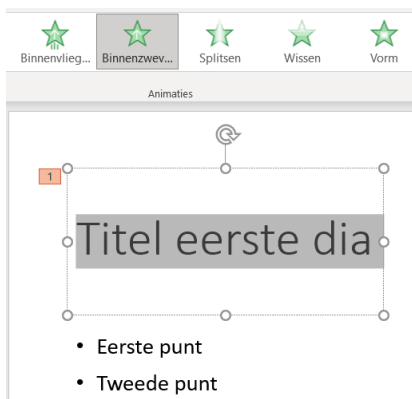 Binnenvlieg... Binnenzwev... Splitsen Wissen Vorm
Animaties
1
Titel eerste dia
• Eerste punt
• Tweede punt